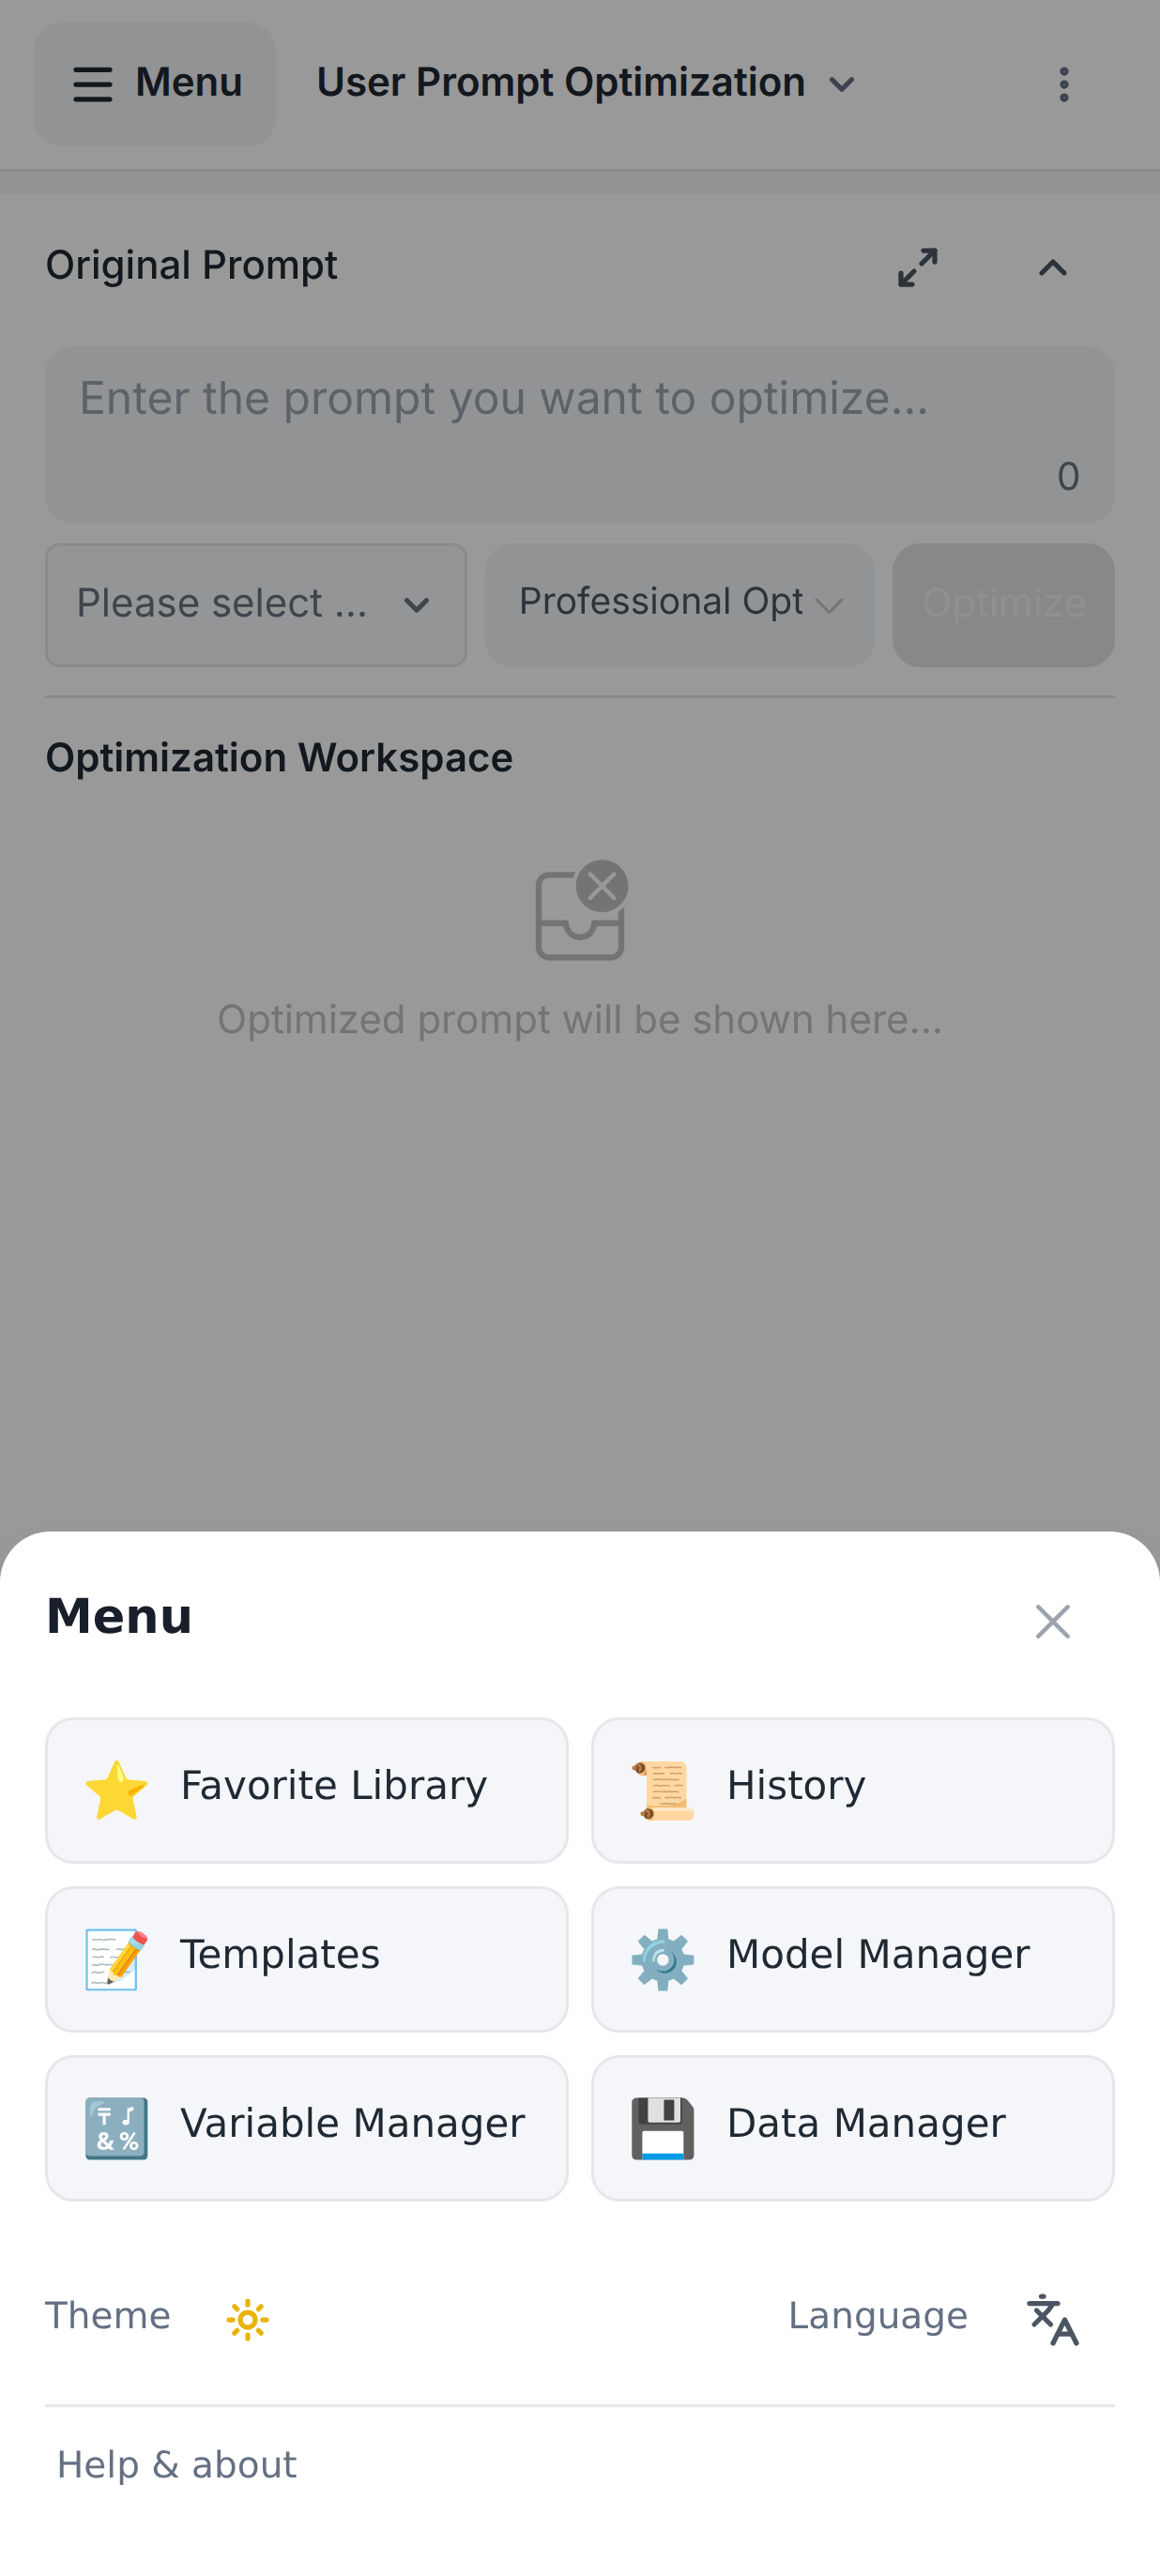 Menu
User Prompt Optimization
Original Prompt
Enter the prompt you want to optimize...
0
Please select ...
Professional Opt
Optimize
Optimization Workspace
Optimized prompt will be shown here...
Menu
Favorite Library
History
Templates
Model Manager
Variable Manager
Data Manager
Theme
Language
Help & about